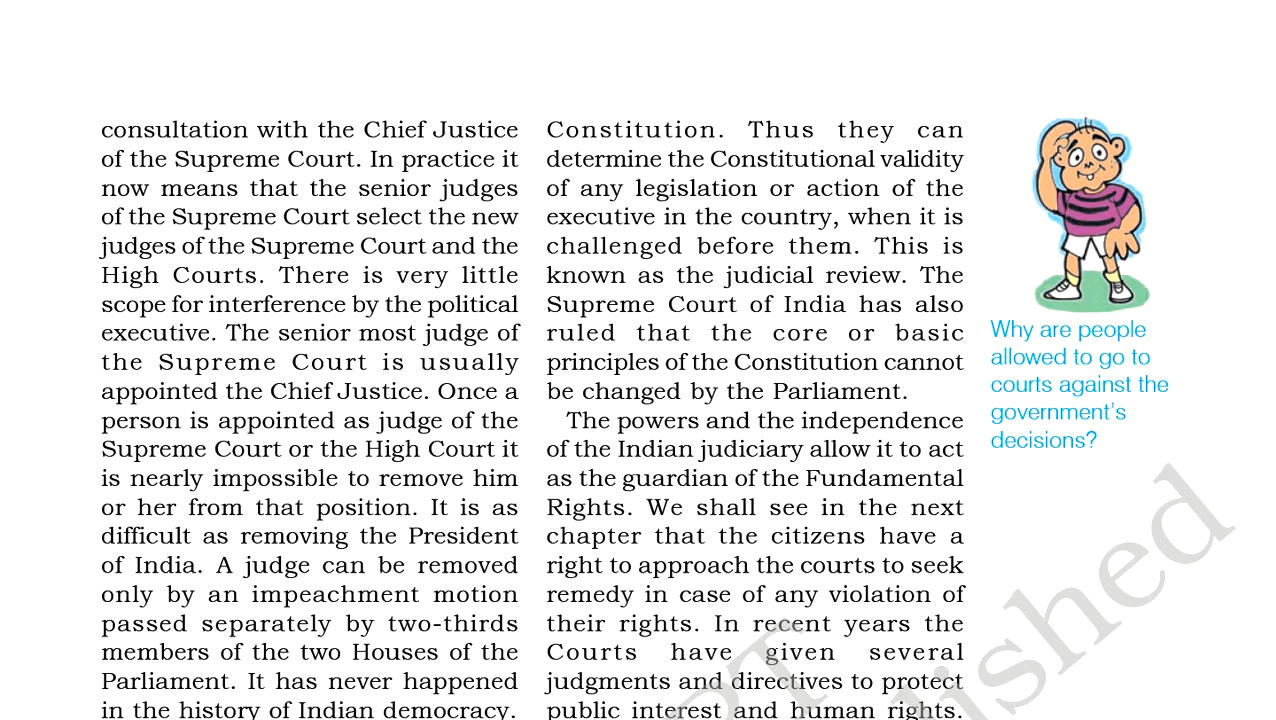 consultation with the Chief Justice
of the Supreme Court. In practice it
now means that the senior judges
of the Supreme Court select the new
judges of the Supreme Court and the
High Courts. There is very little
scope for interference by the political
executive. The senior most judge of
the Supreme Court is usually
appointed the Chief Justice. Once a
person is appointed as judge of the
Supreme Court or the High Court it
is nearly impossible to remove him
or her from that position. It is as
difficult as removing the President
of India. A judge can be removed
only by an impeachment motion
passed separately by two-thirds
members of the two Houses of the
Parliament. It has never happened
in the history of Indian democracy.
Constitution. Thus they can
determine the Constitutional validity
of any legislation or action of the
executive in the country, when it is
challenged before them. This is
known as the judicial review. The
Supreme Court of India has also
ruled that the core or basic
principles of the Constitution cannot
be changed by the Parliament.
The powers and the independence
of the Indian judiciary allow it to act
as the guardian of the Fundamental
Rights. We shall see in the next
chapter that the citizens have a
right to approach the courts to seek
remedy in case of any violation of
their rights. In recent years the
Courts have given several
judgments and directives to protect
public interest and human rights.
Why are people
allowed to go to
courts against the
government's
decisions?